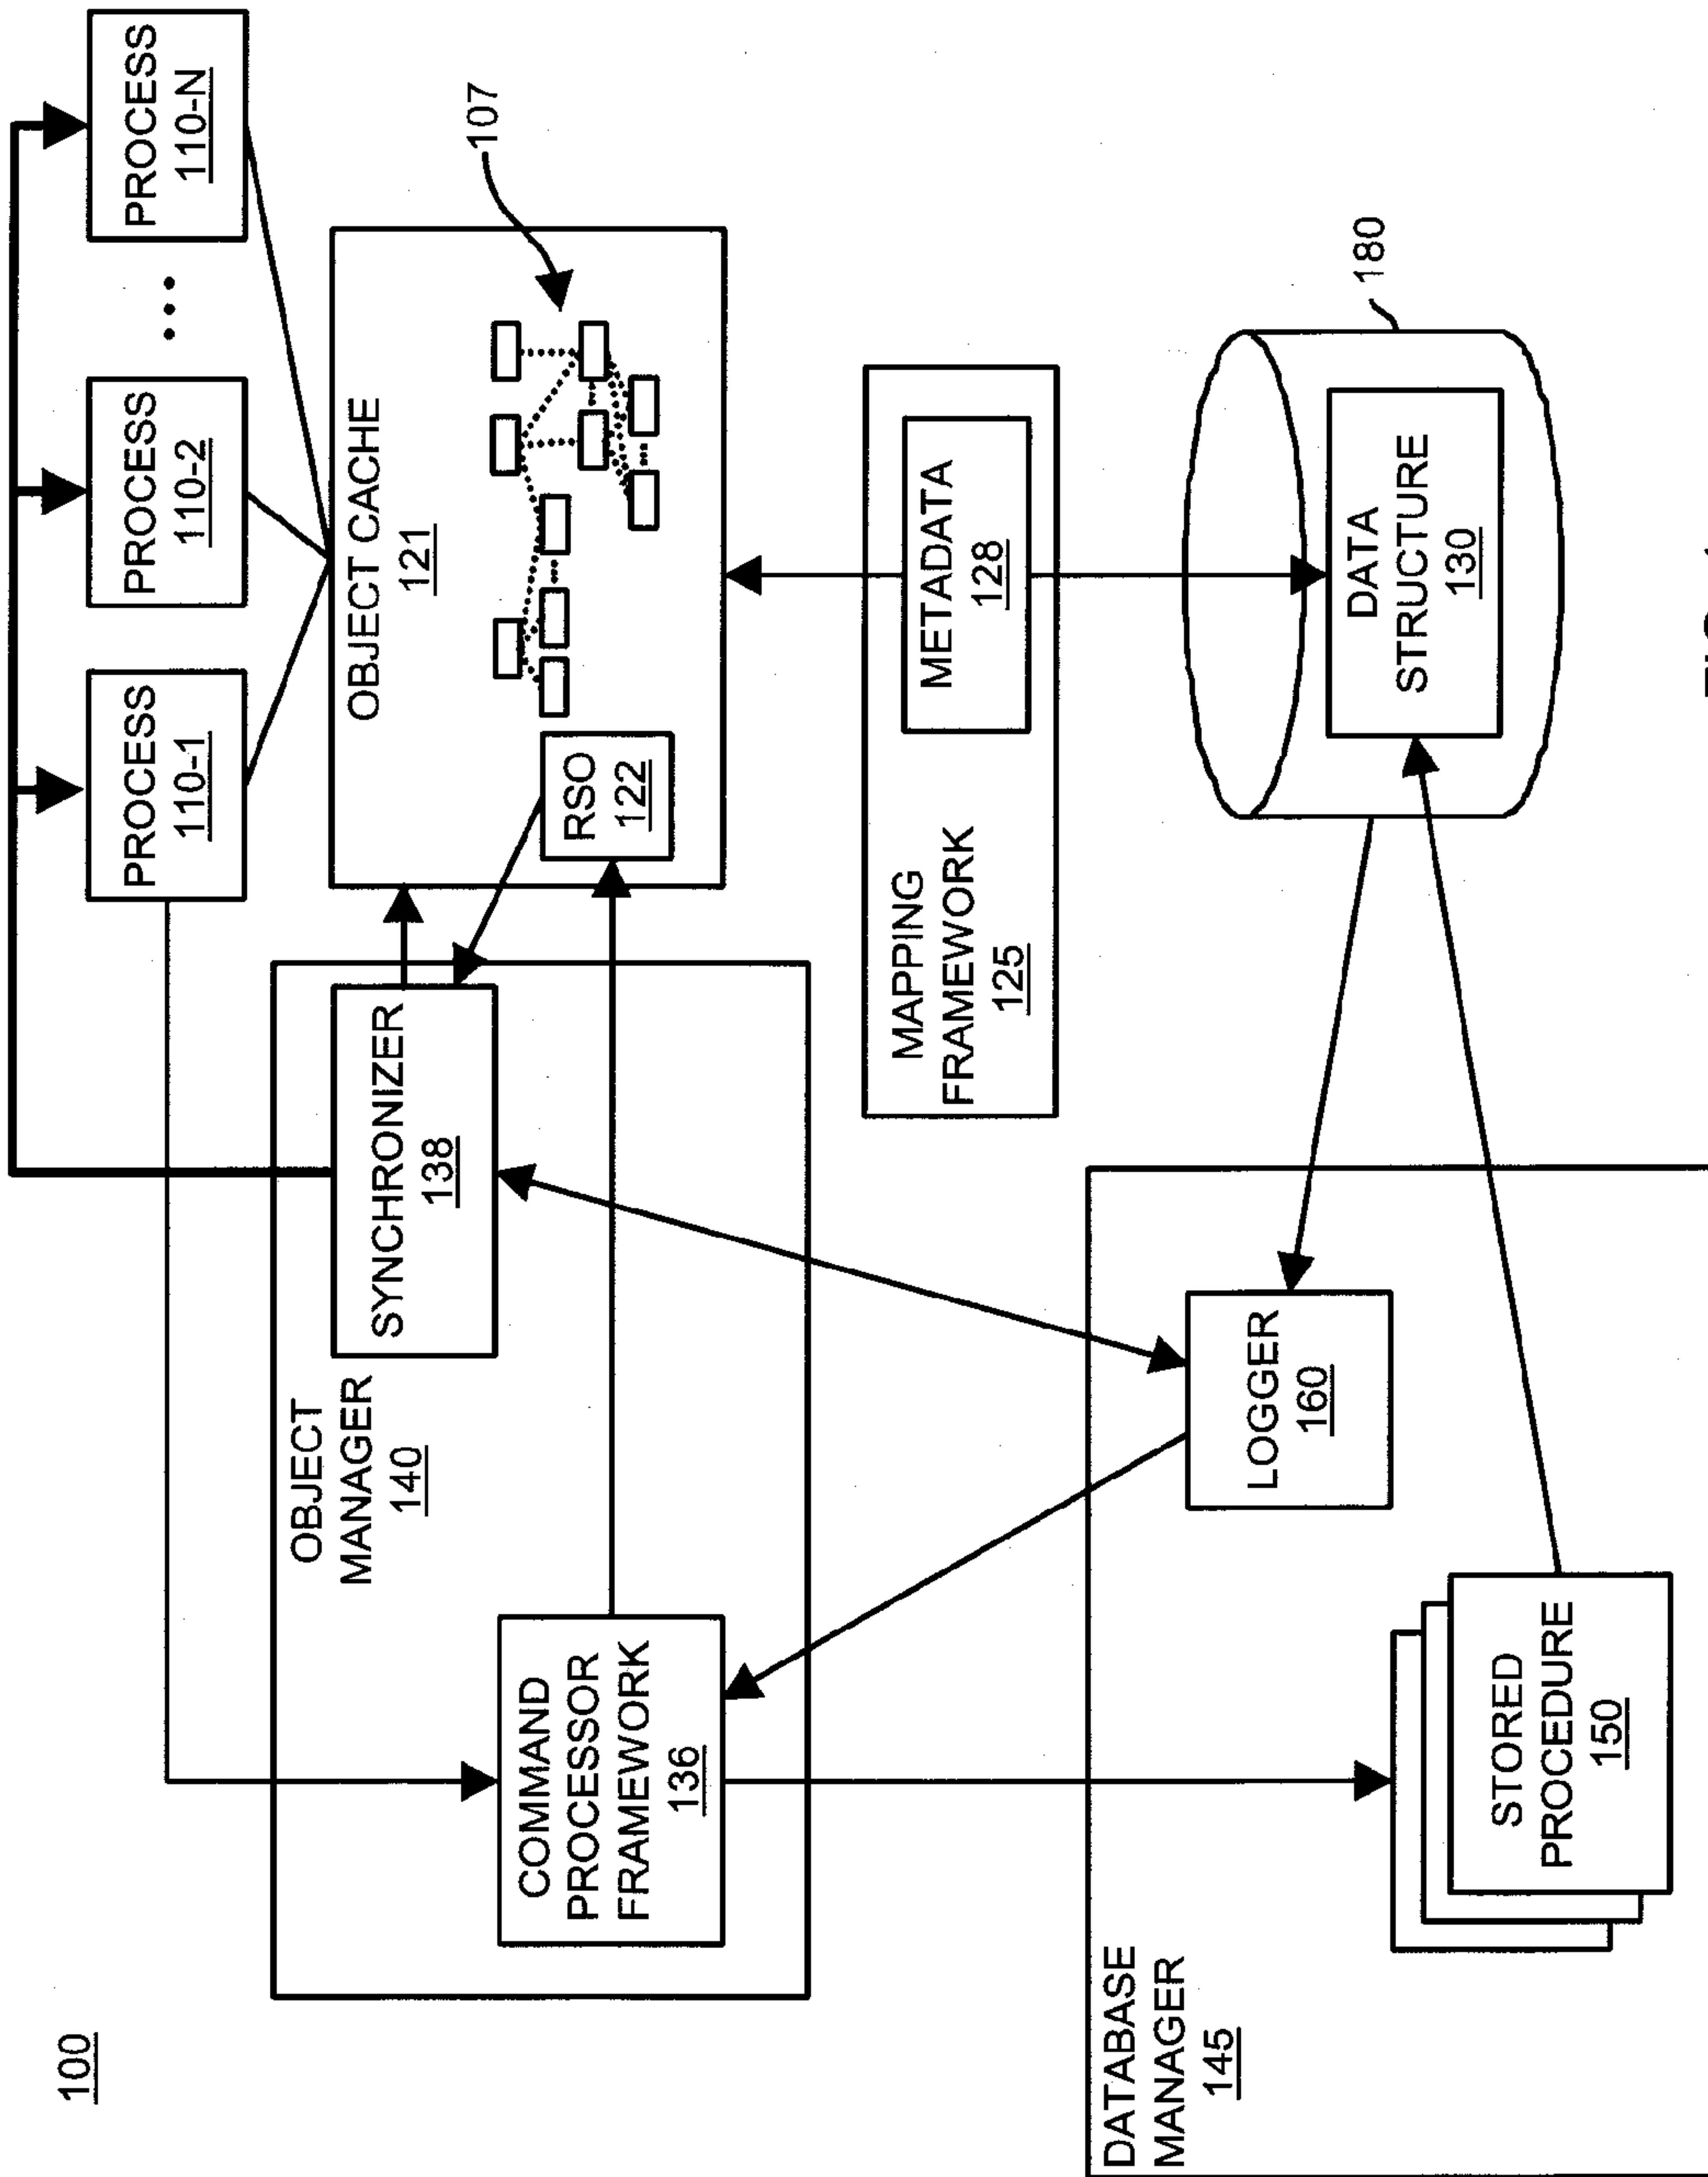 100
PROCESS
110-1
PROCESS
110-2
...
PROCESS
110-N
OBJECT
MANAGER
140
SYNCHRONIZER
138
COMMAND
PROCESSOR
FRAMEWORK
136
OBJECT CACHE
121
RSO
122
107
MAPPING
FRAMEWORK
125
METADATA
128
DATABASE
MANAGER
145
LOGGER
160
STORED
PROCEDURE
150
DATA
STRUCTURE
130
180